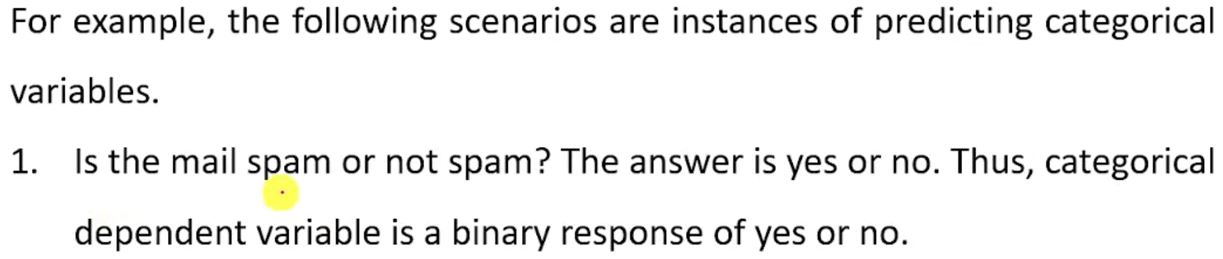 For example, the following scenarios are instances of predicting categorical
variables.
1. Is the mail spam or not spam? The answer is yes or no. Thus, categorical
dependent variable is a binary response of yes or no.